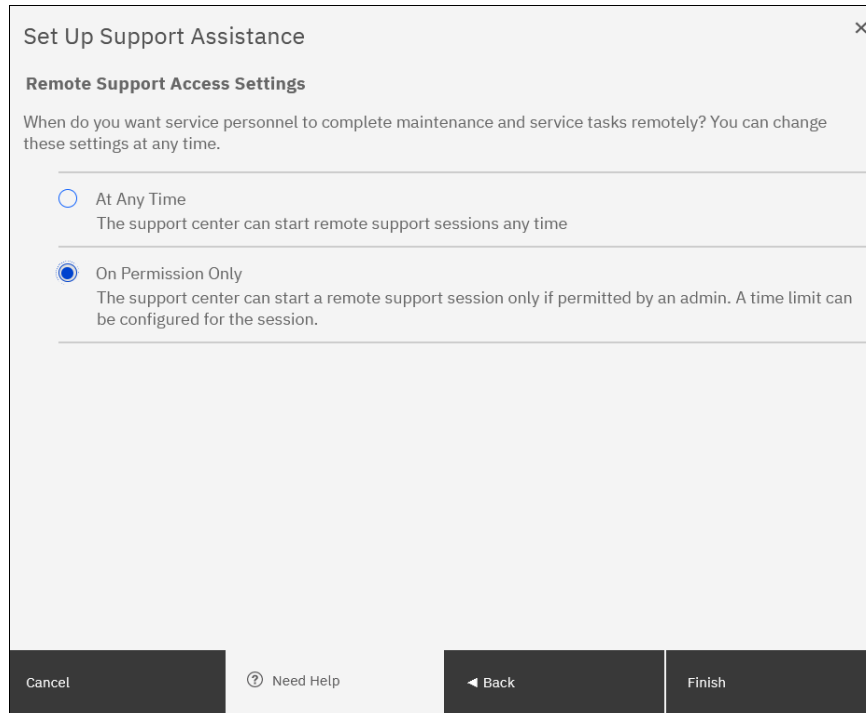 Set Up Support Assistance
Remote Support Access Settings
When do you want service personnel to complete maintenance and service tasks remotely? You can change
these settings at any time.
At Any Time
The support center can start remote support sessions any time
On Permission Only
The support center can start a remote support session only if permitted by an admin. A time limit can
be configured for the session.
Cancel
Need Help
Back
Finish